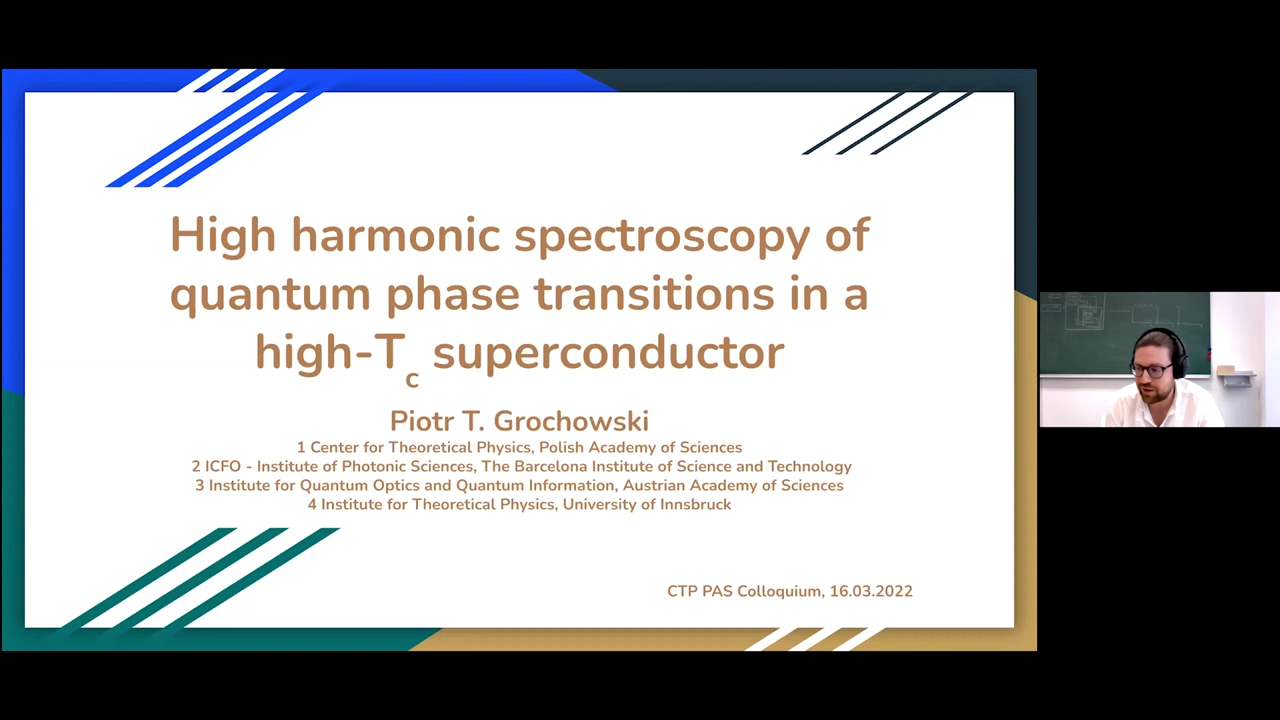 High harmonic spectroscopy of
quantum phase transitions in a
high-Tc superconductor
Piotr T. Grochowski
1 Center for Theoretical Physics, Polish Academy of Sciences
2 ICFO - Institute of Photonic Sciences, The Barcelona Institute of Science and Technology
3 Institute for Quantum Optics and Quantum Information, Austrian Academy of Sciences
4 Institute for Theoretical Physics, University of Innsbruck
CTP PAS Colloquium, 16.03.2022